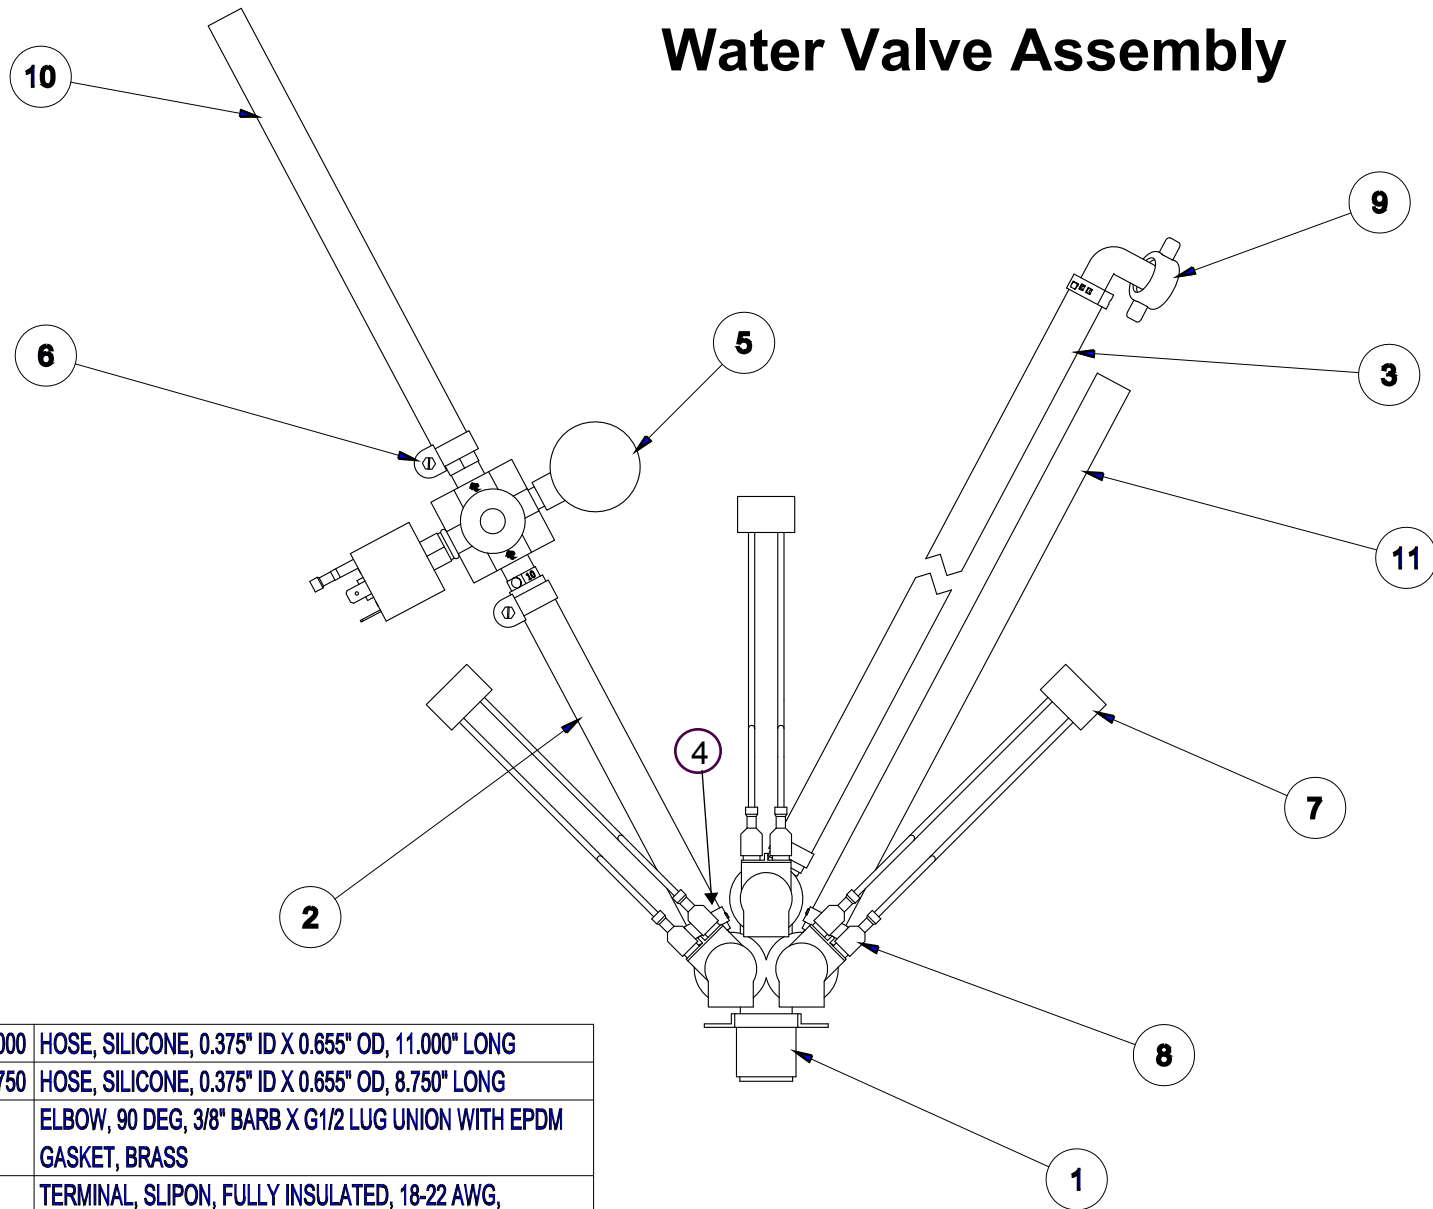 Water Valve Assembly
10
9
5
6
3
11
4
7
2
8
1
10
000 HOSE, SILICONE, 0.375" ID X 0.655" OD, 11.000" LONG
750 HOSE, SILICONE, 0.375" ID X 0.655" OD, 8.750" LONG
ELBOW, 90 DEG, 3/8" BARB X G1/2 LUG UNION WITH EPDM
GASKET, BRASS
TERMINAL, SLIPON, FULLY INSULATED, 18-22 AWG,